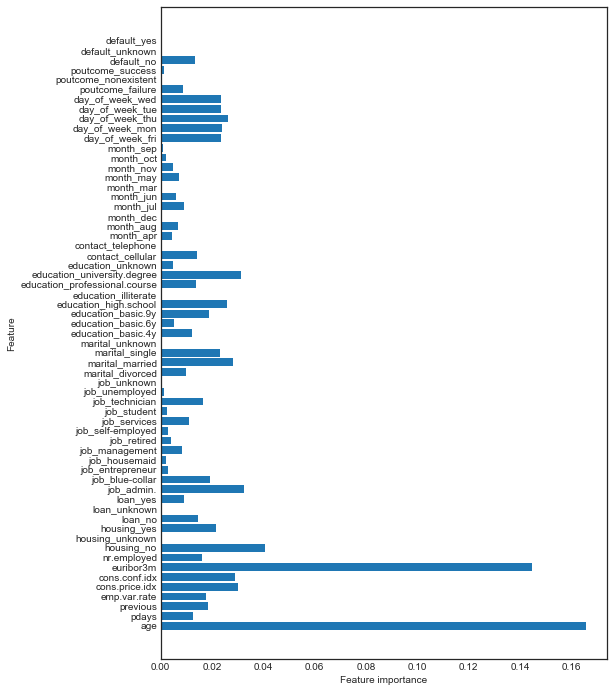 default_yes
default_unknown
default_no
poutcome_success
poutcome_nonexistent
poutcome_failure
day_of_week_wed
day_of_week_tue
day_of_week_thu
day_of_week_mon
day_of_week_fri
month_sep
month_oct
month_nov
month_may
month_mar
month_jun
month_jul
month_dec
month_aug
month_apr
contact_telephone
contact_cellular
education_unknown
education_university.degree
education_professional.course
education_illiterate
education_high.school
education_basic.9y
education_basic.6y
education_basic.4y
marital_unknown
marital_single
marital_married
marital_divorced
job_unknown
job_unemployed
job_technician
job_student
job_services
job_self-employed
job_retired
job_management
job_housemaid
job_entrepreneur
job_blue-collar
job_admin.
loan_yes
loan_unknown
loan_no
housing_yes
housing_unknown
housing_no
nr.employed
euribor3m
cons.conf.idx
cons.price.idx
emp.var.rate
previous
pdays
age
Feature
0.00 0.02 0.04 0.06 0.08 0.10 0.12 0.14 0.16
Feature importance